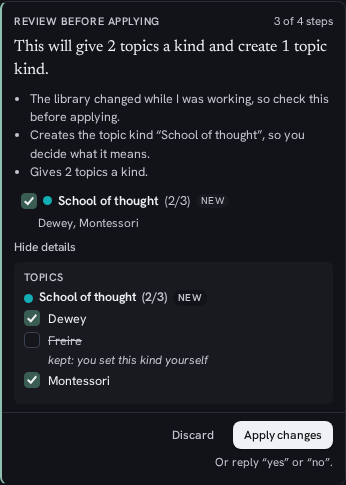 REVIEW BEFORE APPLYING 3 of 4 steps
This will give 2 topics a kind and create 1 topic
kind.
• The library changed while I was working, so check this
before applying.
• Creates the topic kind “School of thought”, so you
decide what it means.
• Gives 2 topics a kind.
School of thought (2/3) NEW
Dewey, Montessori
Hide details
TOPICS
School of thought (2/3) NEW
Dewey
Freire
kept: you set this kind yourself
Montessori
Discard Apply changes
Or reply “yes” or “no”.